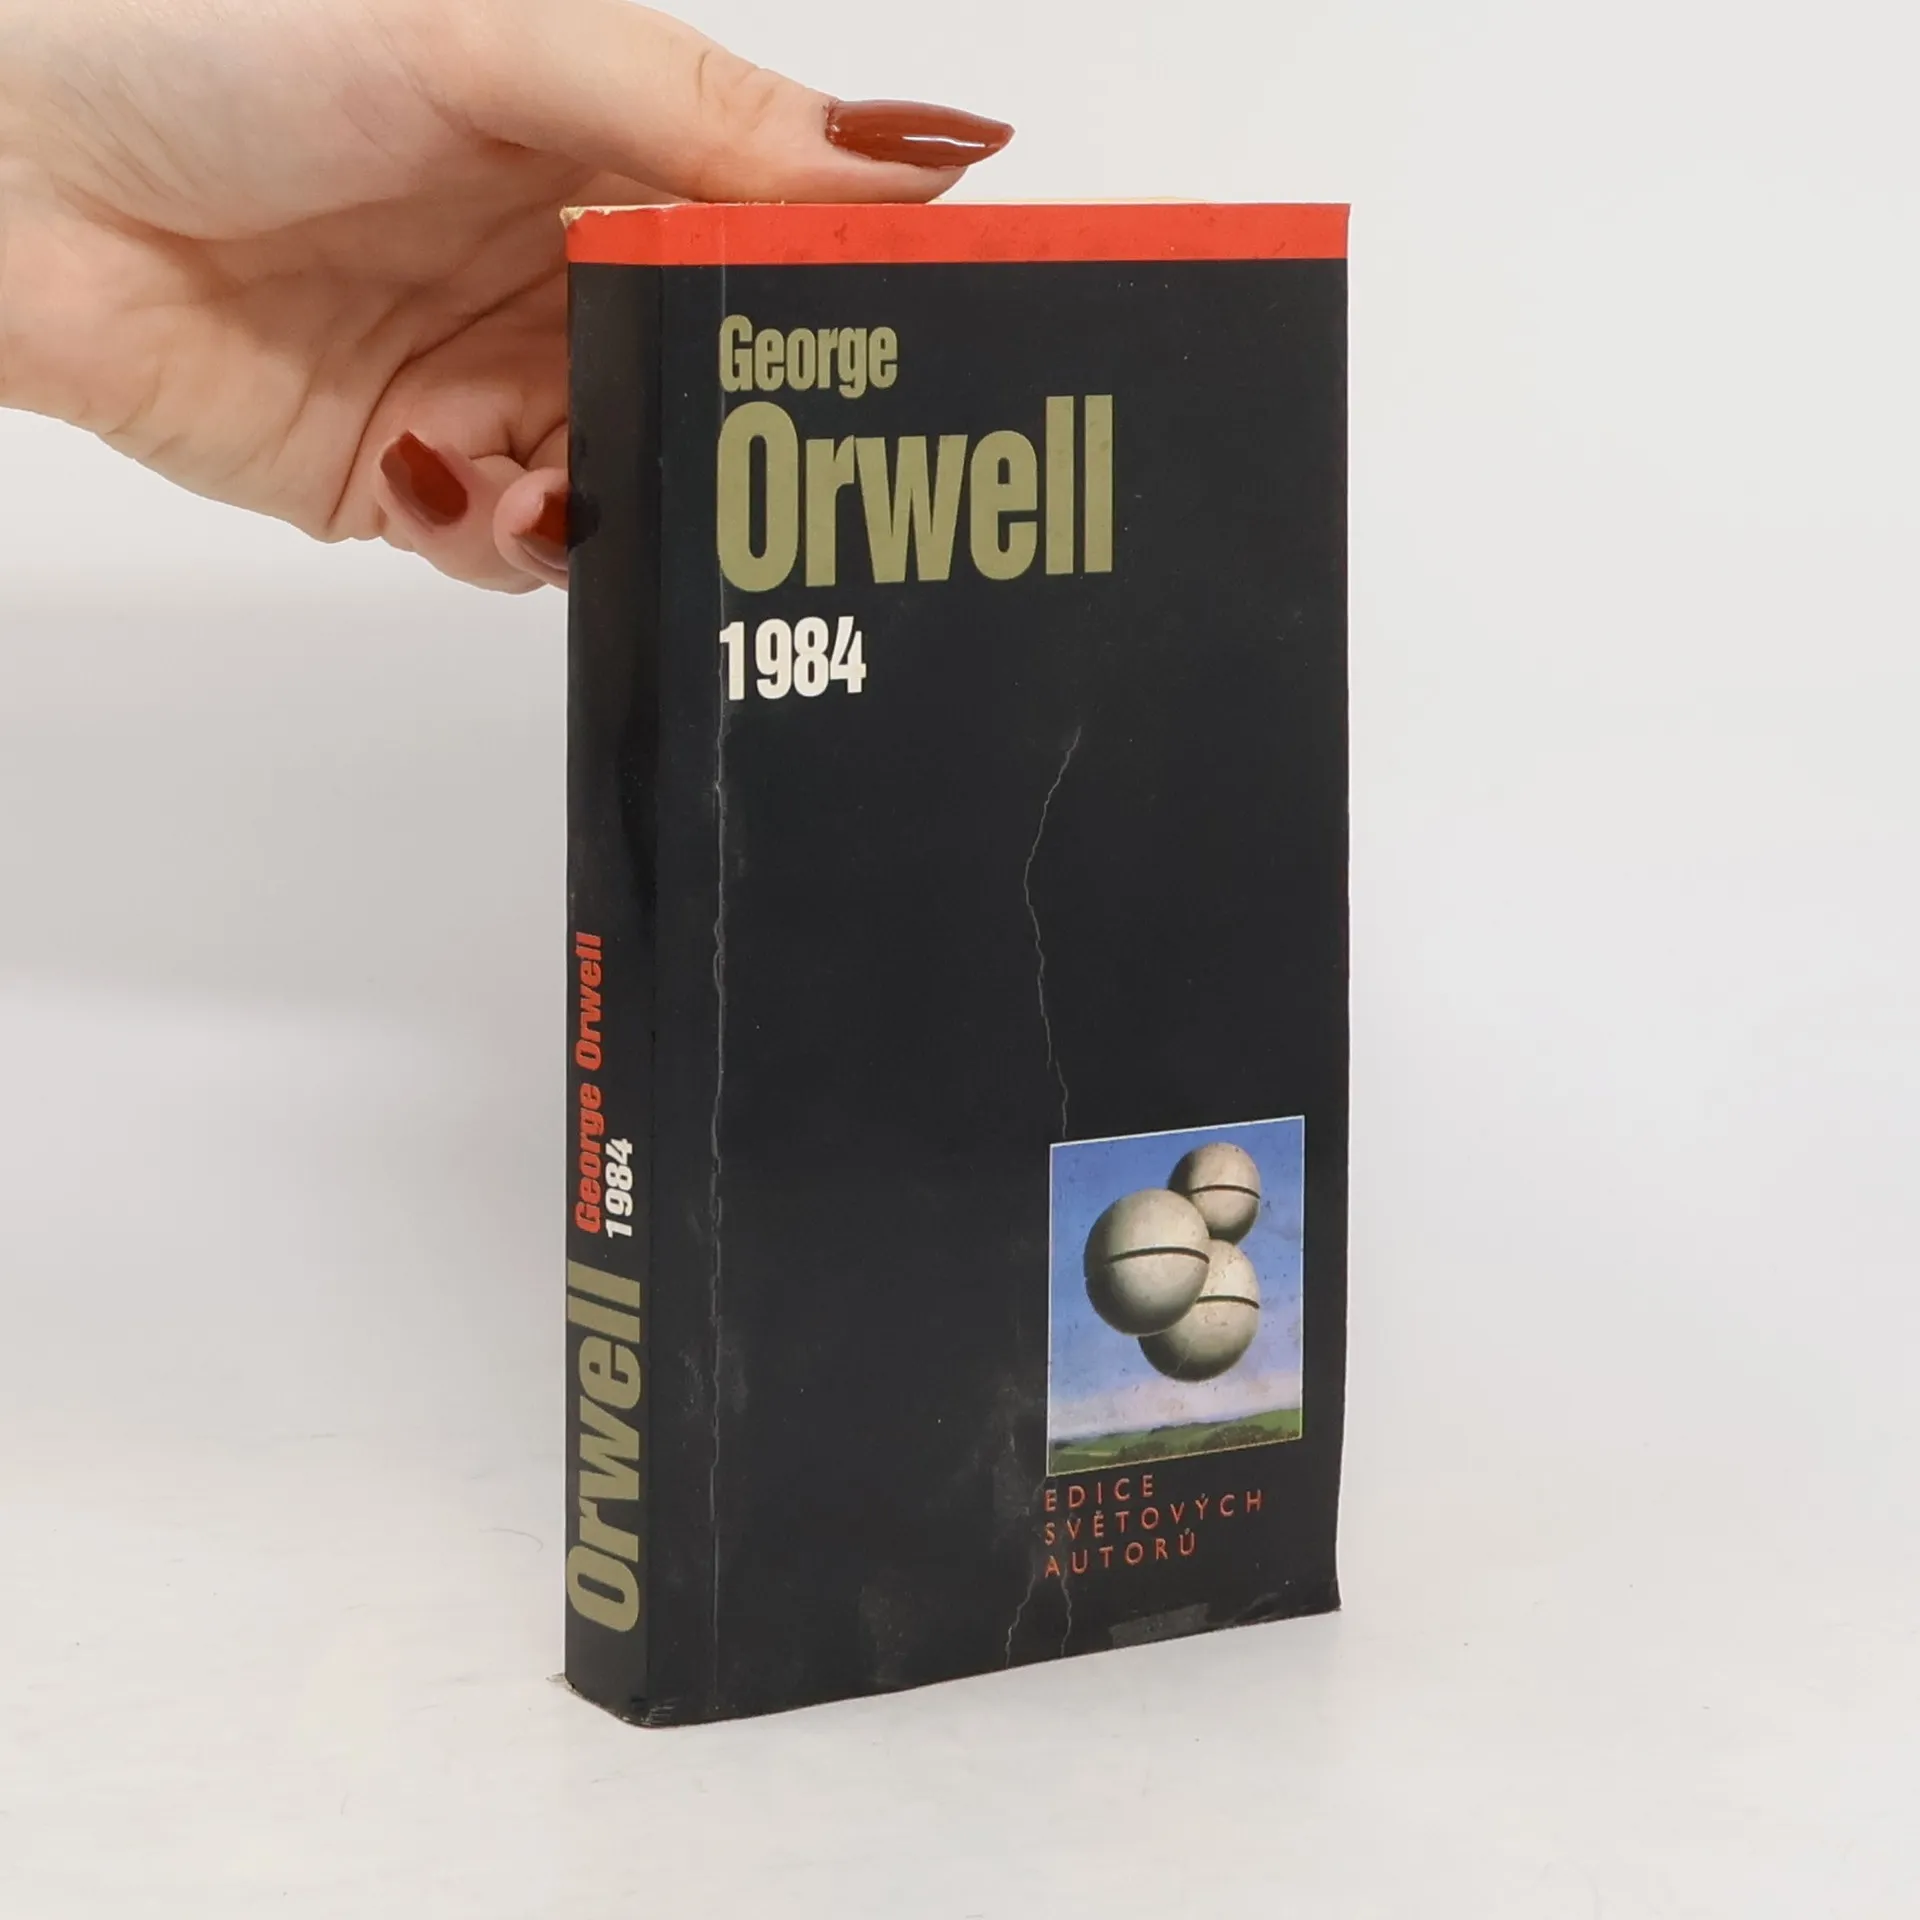 George
Orwell
1984
EDICE
SVĚTOVÝCH
AUTORŮ
Orwell
George Orwell
1984